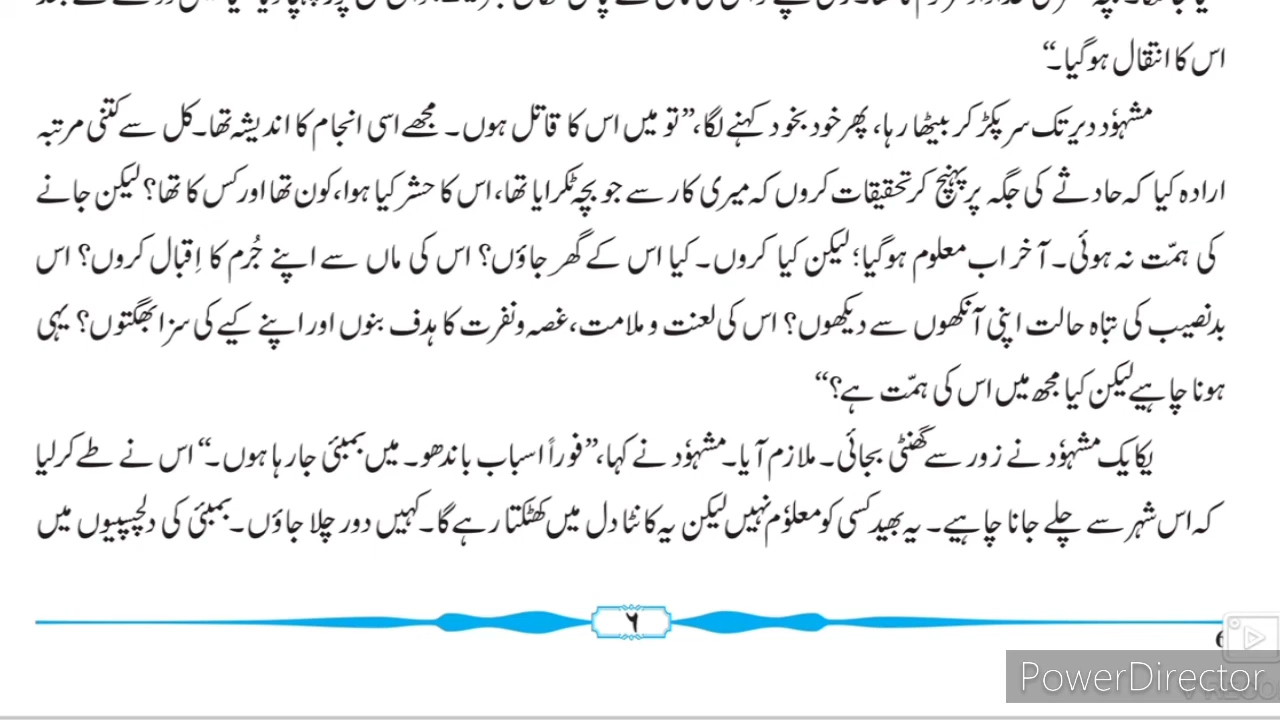 اس کا انتقال ہوگیا۔“
مشہوٗد دیر تک سر پکڑ کر بیٹھا رہا، پھر خود بخود کہنے لگا، ”تو میں اس کا قاتل ہوں۔ مجھے اسی انجام کا اندیشہ تھا۔ کل سے کتنی مرتبہ
ارادہ کیا کہ حادثے کی جگہ پر پہنچ کر تحقیقات کروں کہ میری کار سے جو بچہ ٹکرایا تھا، اس کا حشر کیا ہوا، کون تھا اور کس کا تھا؟ لیکن جانے
کی ہمّت نہ ہوئی۔ آخر اب معلوم ہوگیا؛ لیکن کیا کروں۔ کیا اس کے گھر جاؤں؟ اس کی ماں سے اپنے جُرم کا اِقبال کروں؟ اس
بدنصیب کی تباہ حالت اپنی آنکھوں سے دیکھوں؟ اس کی لعنت و ملامت، غصہ و نفرت کا ہدف بنوں اور اپنے کیے کی سزا بھگتوں؟ یہی
ہونا چاہیے لیکن کیا مجھ میں اس کی ہمّت ہے؟“
یکایک مشہوٗد نے زور سے گھنٹی بجائی۔ ملازم آیا۔ مشہوٗد نے کہا، ”فوراً اسباب باندھو۔ میں بمبئی جارہا ہوں۔“ اس نے طے کرلیا
کہ اس شہر سے چلے جانا چاہیے۔ یہ بھید کسی کو معلوٗم نہیں لیکن یہ کانٹا دل میں کھٹکتا رہے گا۔ کہیں دور چلا جاؤں۔ بمبئی کی دلچسپیوں میں
۶
6
PowerDirector